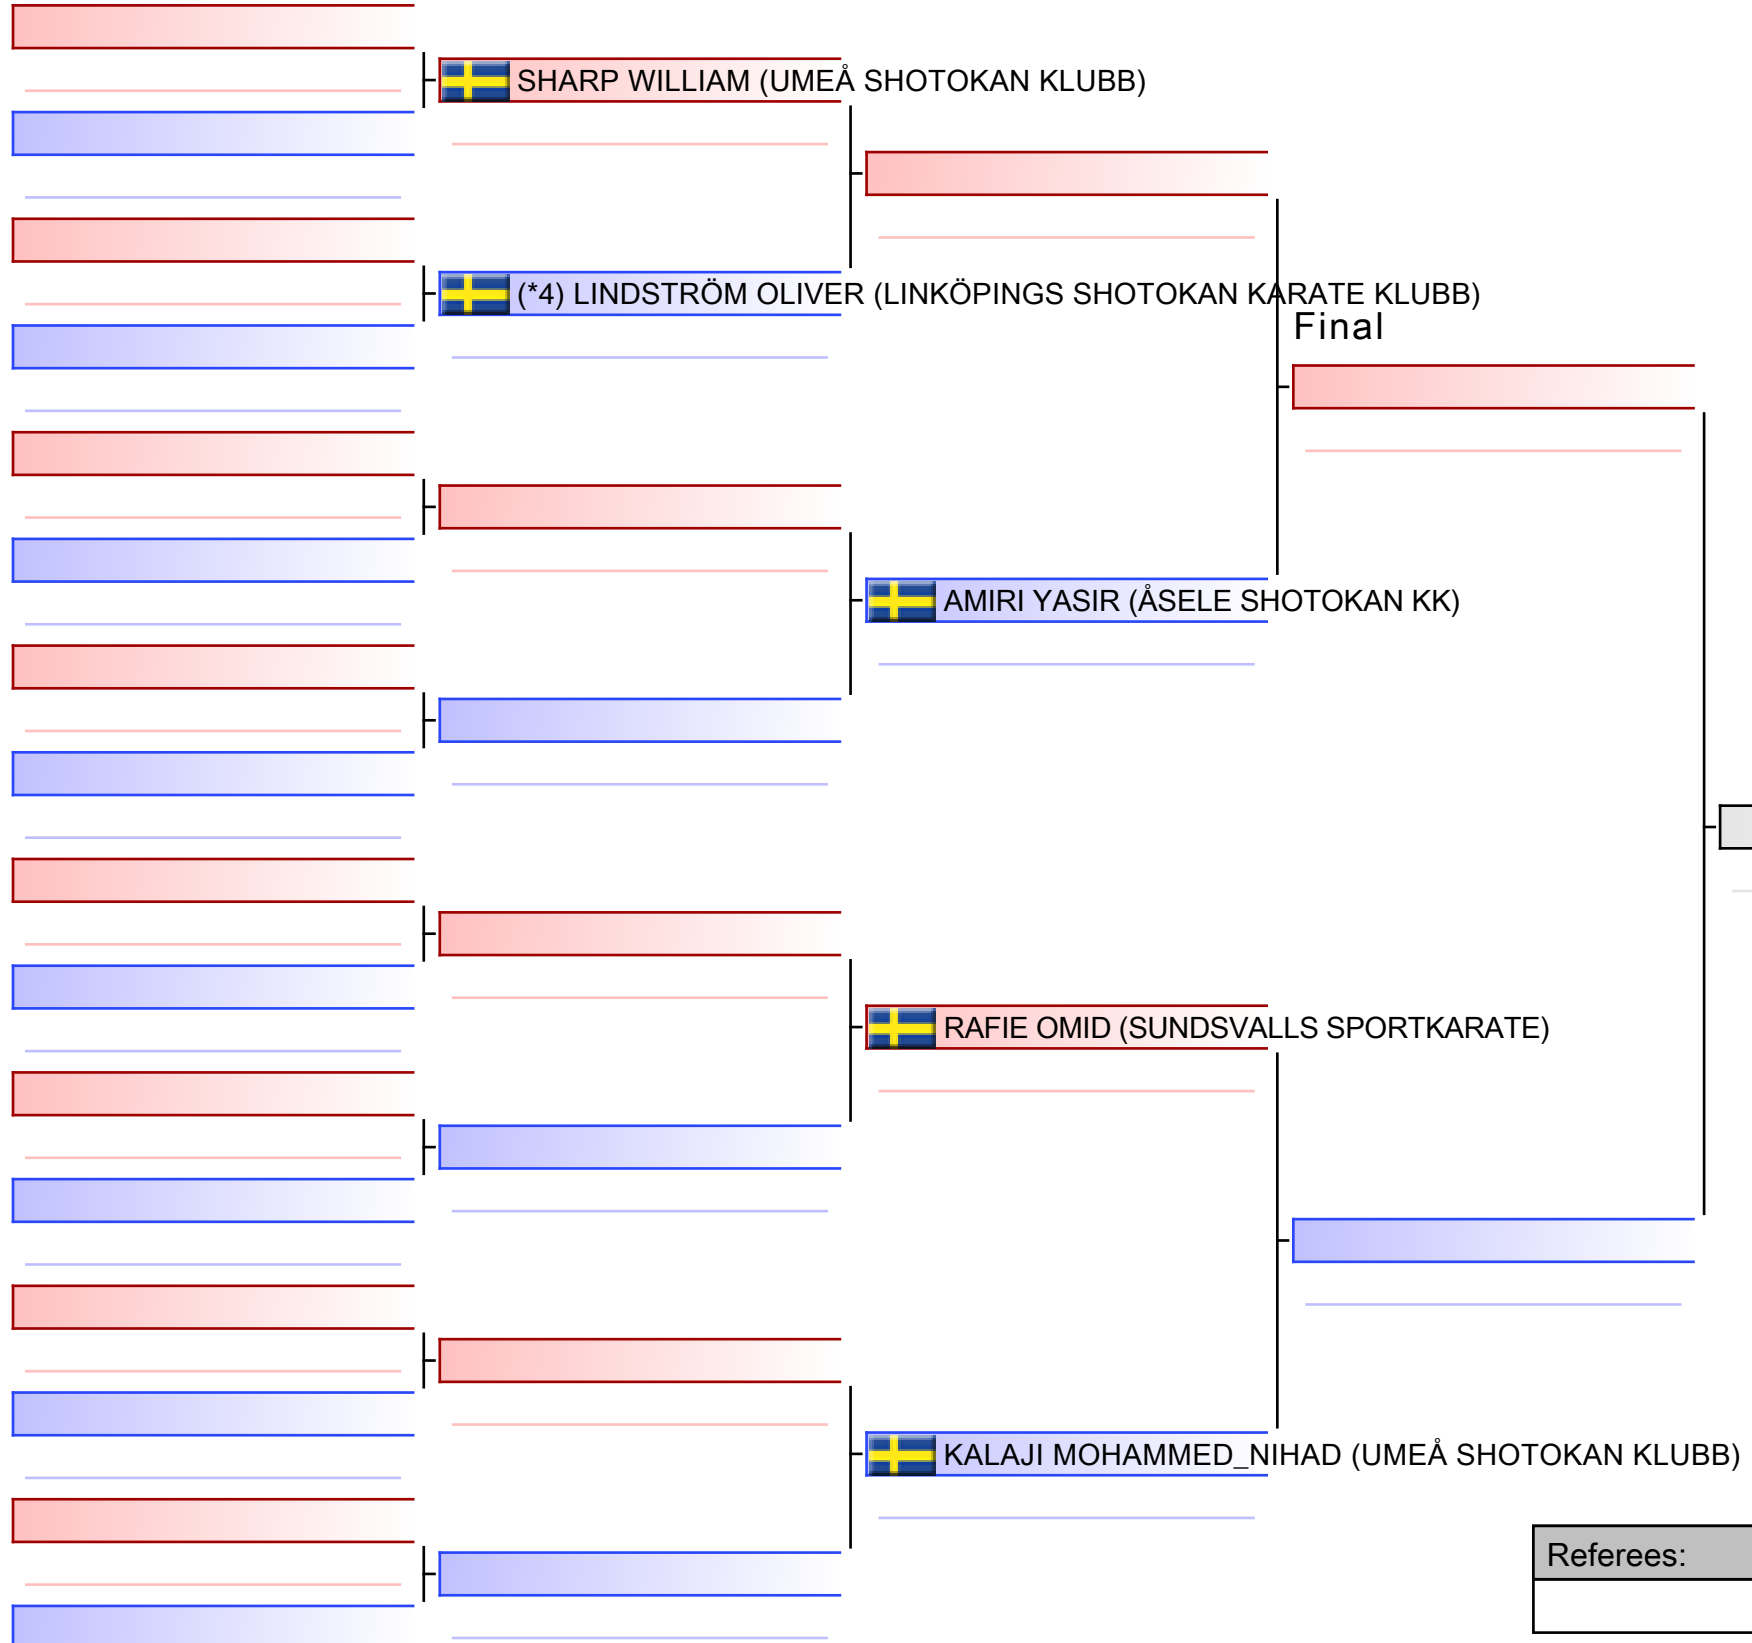 SHARP WILLIAM (UMEÅ SHOTOKAN KLUBB)
(*4) LINDSTRÖM OLIVER (LINKÖPINGS SHOTOKAN KARATE KLUBB)
Final
AMIRI YASIR (ÅSELE SHOTOKAN KK)
RAFIE OMID (SUNDSVALLS SPORTKARATE)
KALAJI MOHAMMED_NIHAD (UMEÅ SHOTOKAN KLUBB)
Referees: